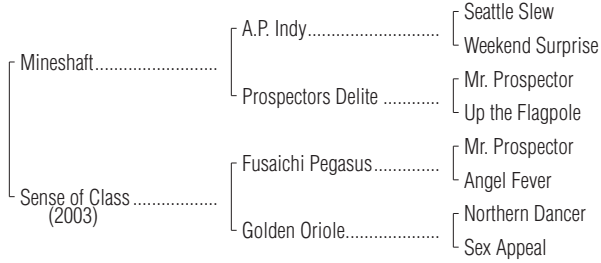 Seattle Slew
A.P. Indy
Weekend Surprise
Mineshaft
Mr. Prospector
Prospectors Delite
Up the Flagpole
Mr. Prospector
Fusaichi Pegasus
Angel Fever
Sense of Class
(2003)
Northern Dancer
Golden Oriole
Sex Appeal